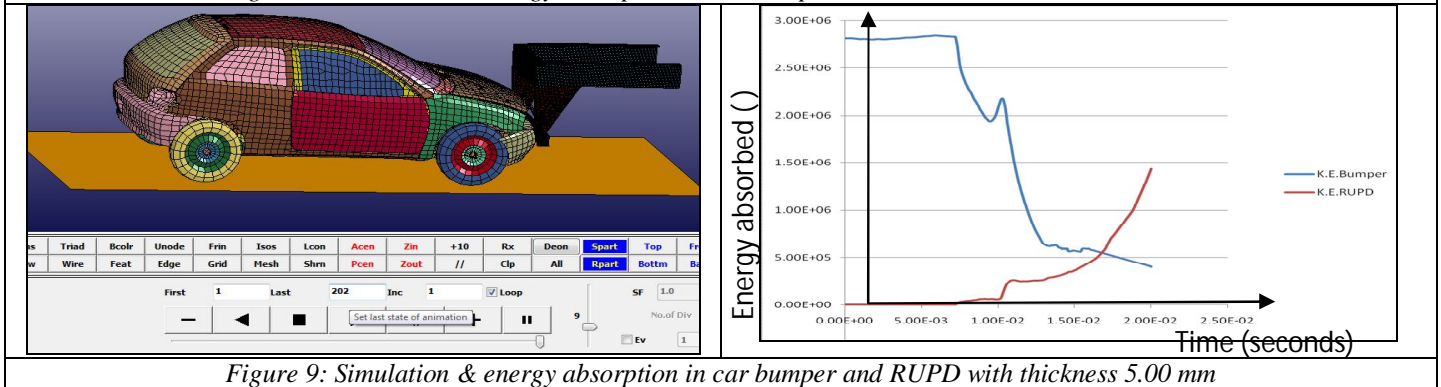 Triad Bcolr Unode Frin Isos Lcon Acen Zin +10 Rx Deon Spart Top
Wire Feat Edge Grid Mesh Shrn Pcen Zout // Clp All Rpart Bottm
First 1 Last 202 Inc 1 Loop SF 1.0
Set last state of animation 9 No.of Div
Ev 1
Energy absorbed ()
3.00E+06
2.50E+06
2.00E+06
1.50E+06
1.00E+06
5.00E+05
0.00E+00
0.00E+00 5.00E-03 1.00E-02 1.50E-02 2.00E-02 2.50E-02
Time (seconds)
K.E.Bumper
K.E.RUPD
Figure 9: Simulation & energy absorption in car bumper and RUPD with thickness 5.00 mm